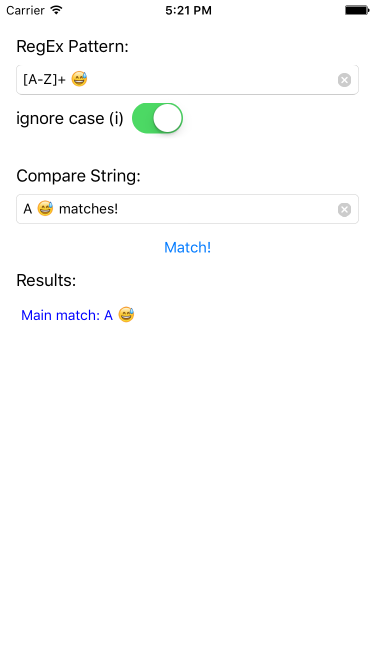 Carrier 5:21 PM
RegEx Pattern:
[A-Z]+ 😅
ignore case (i)
Compare String:
A 😅 matches!
Match!
Results:
Main match: A 😅